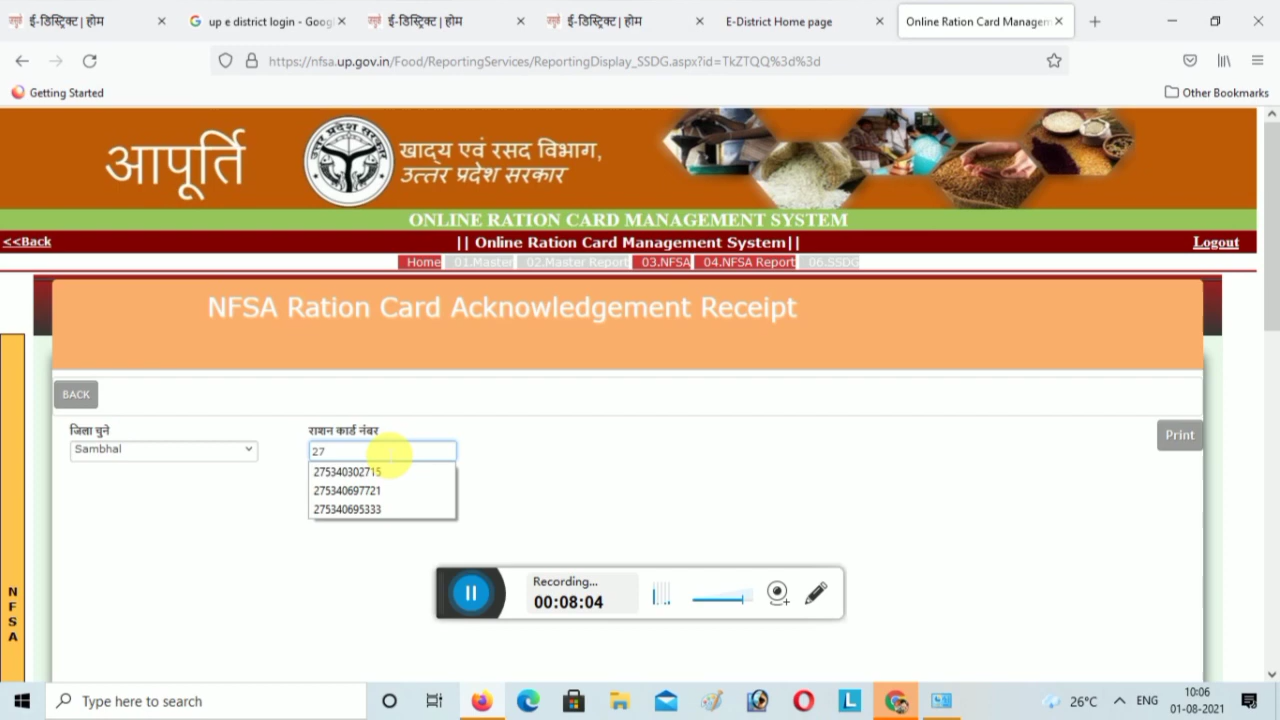 ई-डिस्ट्रिक्ट | होम
up e district login - Goog
ई-डिस्ट्रिक्ट | होम
ई-डिस्ट्रिक्ट | होम
E-District Home page
Online Ration Card Managem
https://nfsa.up.gov.in/Food/ReportingServices/ReportingDisplay_SSDG.aspx?id=TkZTQQ%3d%3d
Getting Started
Other Bookmarks
आपूर्ति
खाद्य एवं रसद विभाग,
उत्तर प्रदेश सरकार
ONLINE RATION CARD MANAGEMENT SYSTEM
<<Back
|| Online Ration Card Management System||
Logout
Home 01.Master 02.Master Report 03.NFSA 04.NFSA Report 06.SSDG
NFSA Ration Card Acknowledgement Receipt
BACK
जिला चुने
राशन कार्ड नंबर
Print
Sambhal
27
275340302715
275340697721
275340695333
Recording...
00:08:04
NFSA
Type here to search
26°C
ENG
10:06
01-08-2021